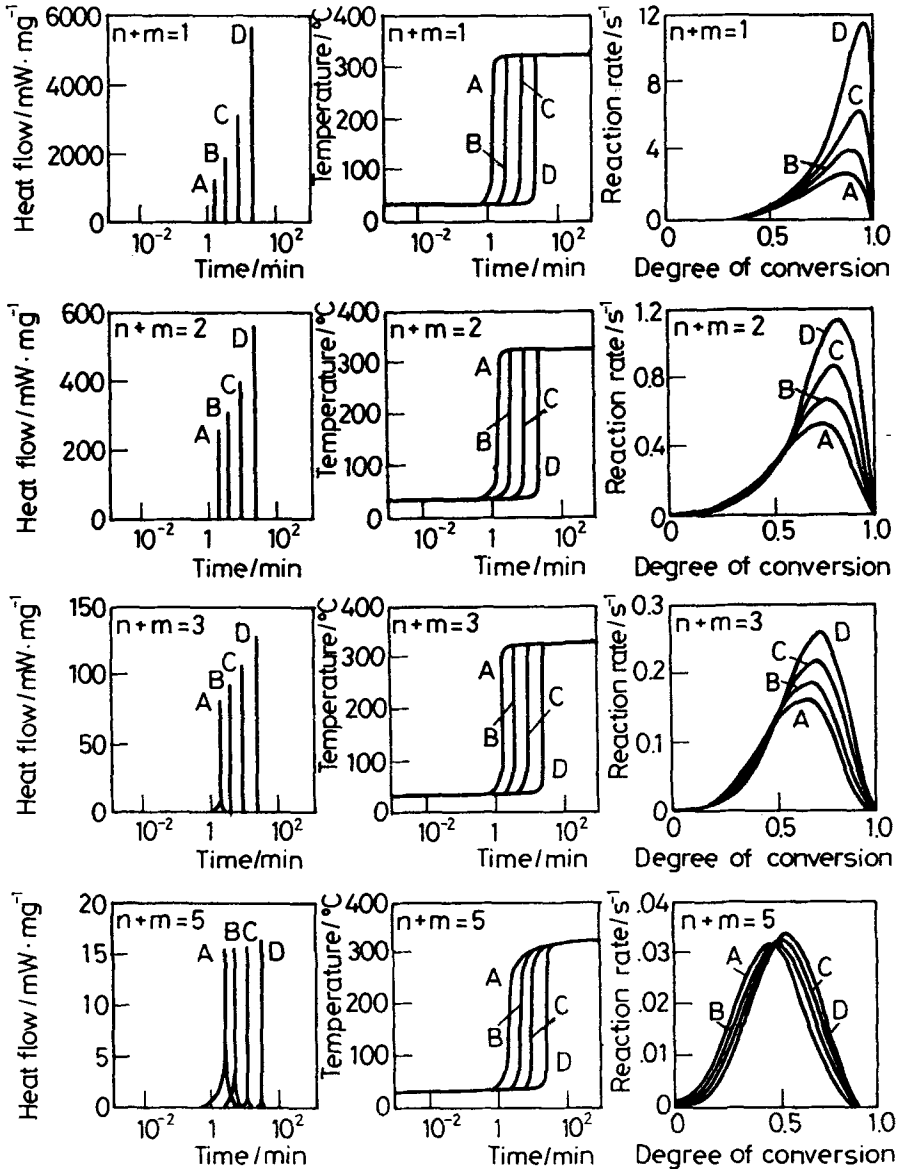 Heat flow/mW·mg⁻¹
6000
4000
2000
0
n+m=1
A
B
C
D
10⁻²
1
10²
Time/min
Temperature/°C
400
300
200
100
0
n+m=1
A
B
C
D
10⁻²
1
10²
Time/min
Reaction rate/s⁻¹
12
8
4
0
n+m=1
D
C
B
A
0
0.5
1.0
Degree of conversion
Heat flow/mW·mg⁻¹
600
400
200
0
n+m=2
D
C
B
A
10⁻²
1
10²
Time/min
Temperature/°C
400
300
200
100
0
n+m=2
A
B
C
D
10⁻²
1
10²
Time/min
Reaction rate/s⁻¹
1.2
0.8
0.4
0
n+m=2
D
C
B
A
0
0.5
1.0
Degree of conversion
Heat flow/mW·mg⁻¹
150
100
50
0
n+m=3
D
C
B
A
10⁻²
1
10²
Time/min
Temperature/°C
400
300
200
100
0
n+m=3
A
B
C
D
10⁻²
1
10²
Time/min
Reaction rate/s⁻¹
0.3
0.2
0.1
0
n+m=3
D
C
B
A
0
0.5
1.0
Degree of conversion
Heat flow/mW·mg⁻¹
20
15
10
5
0
n+m=5
A
B
C
D
10⁻²
1
10²
Time/min
Temperature/°C
400
300
200
100
0
n+m=5
A
B
C
D
10⁻²
1
10²
Time/min
Reaction rate/s⁻¹
.04
.03
.02
.01
0
n+m=5
A
B
C
D
0
0.5
1.0
Degree of conversion